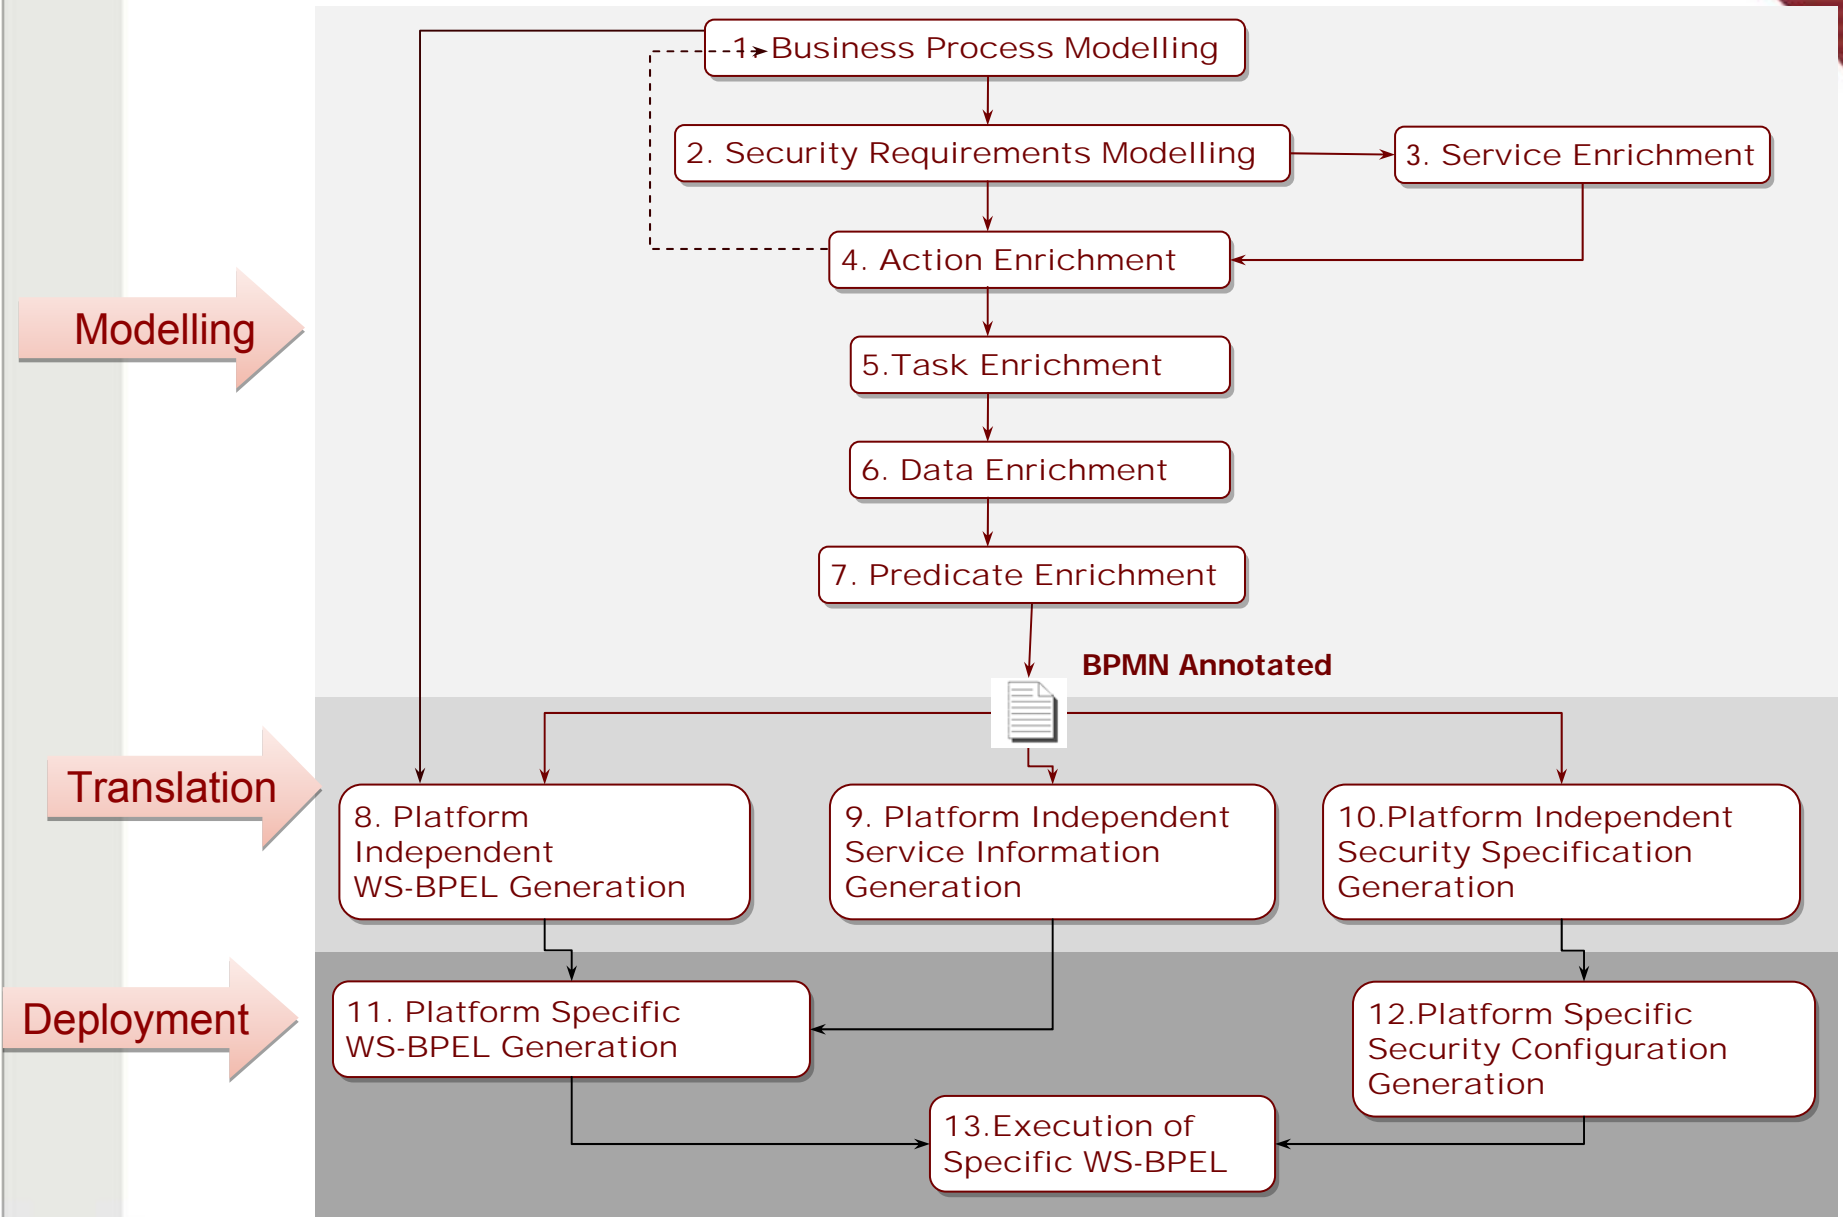 1. Business Process Modelling
2. Security Requirements Modelling
3. Service Enrichment
4. Action Enrichment
Modelling
5.Task Enrichment
6. Data Enrichment
7. Predicate Enrichment
BPMN Annotated
Translation
8. Platform
Independent
WS-BPEL Generation
9. Platform Independent
Service Information
Generation
10.Platform Independent
Security Specification
Generation
Deployment
11. Platform Specific
WS-BPEL Generation
12.Platform Specific
Security Configuration
Generation
13.Execution of
Specific WS-BPEL